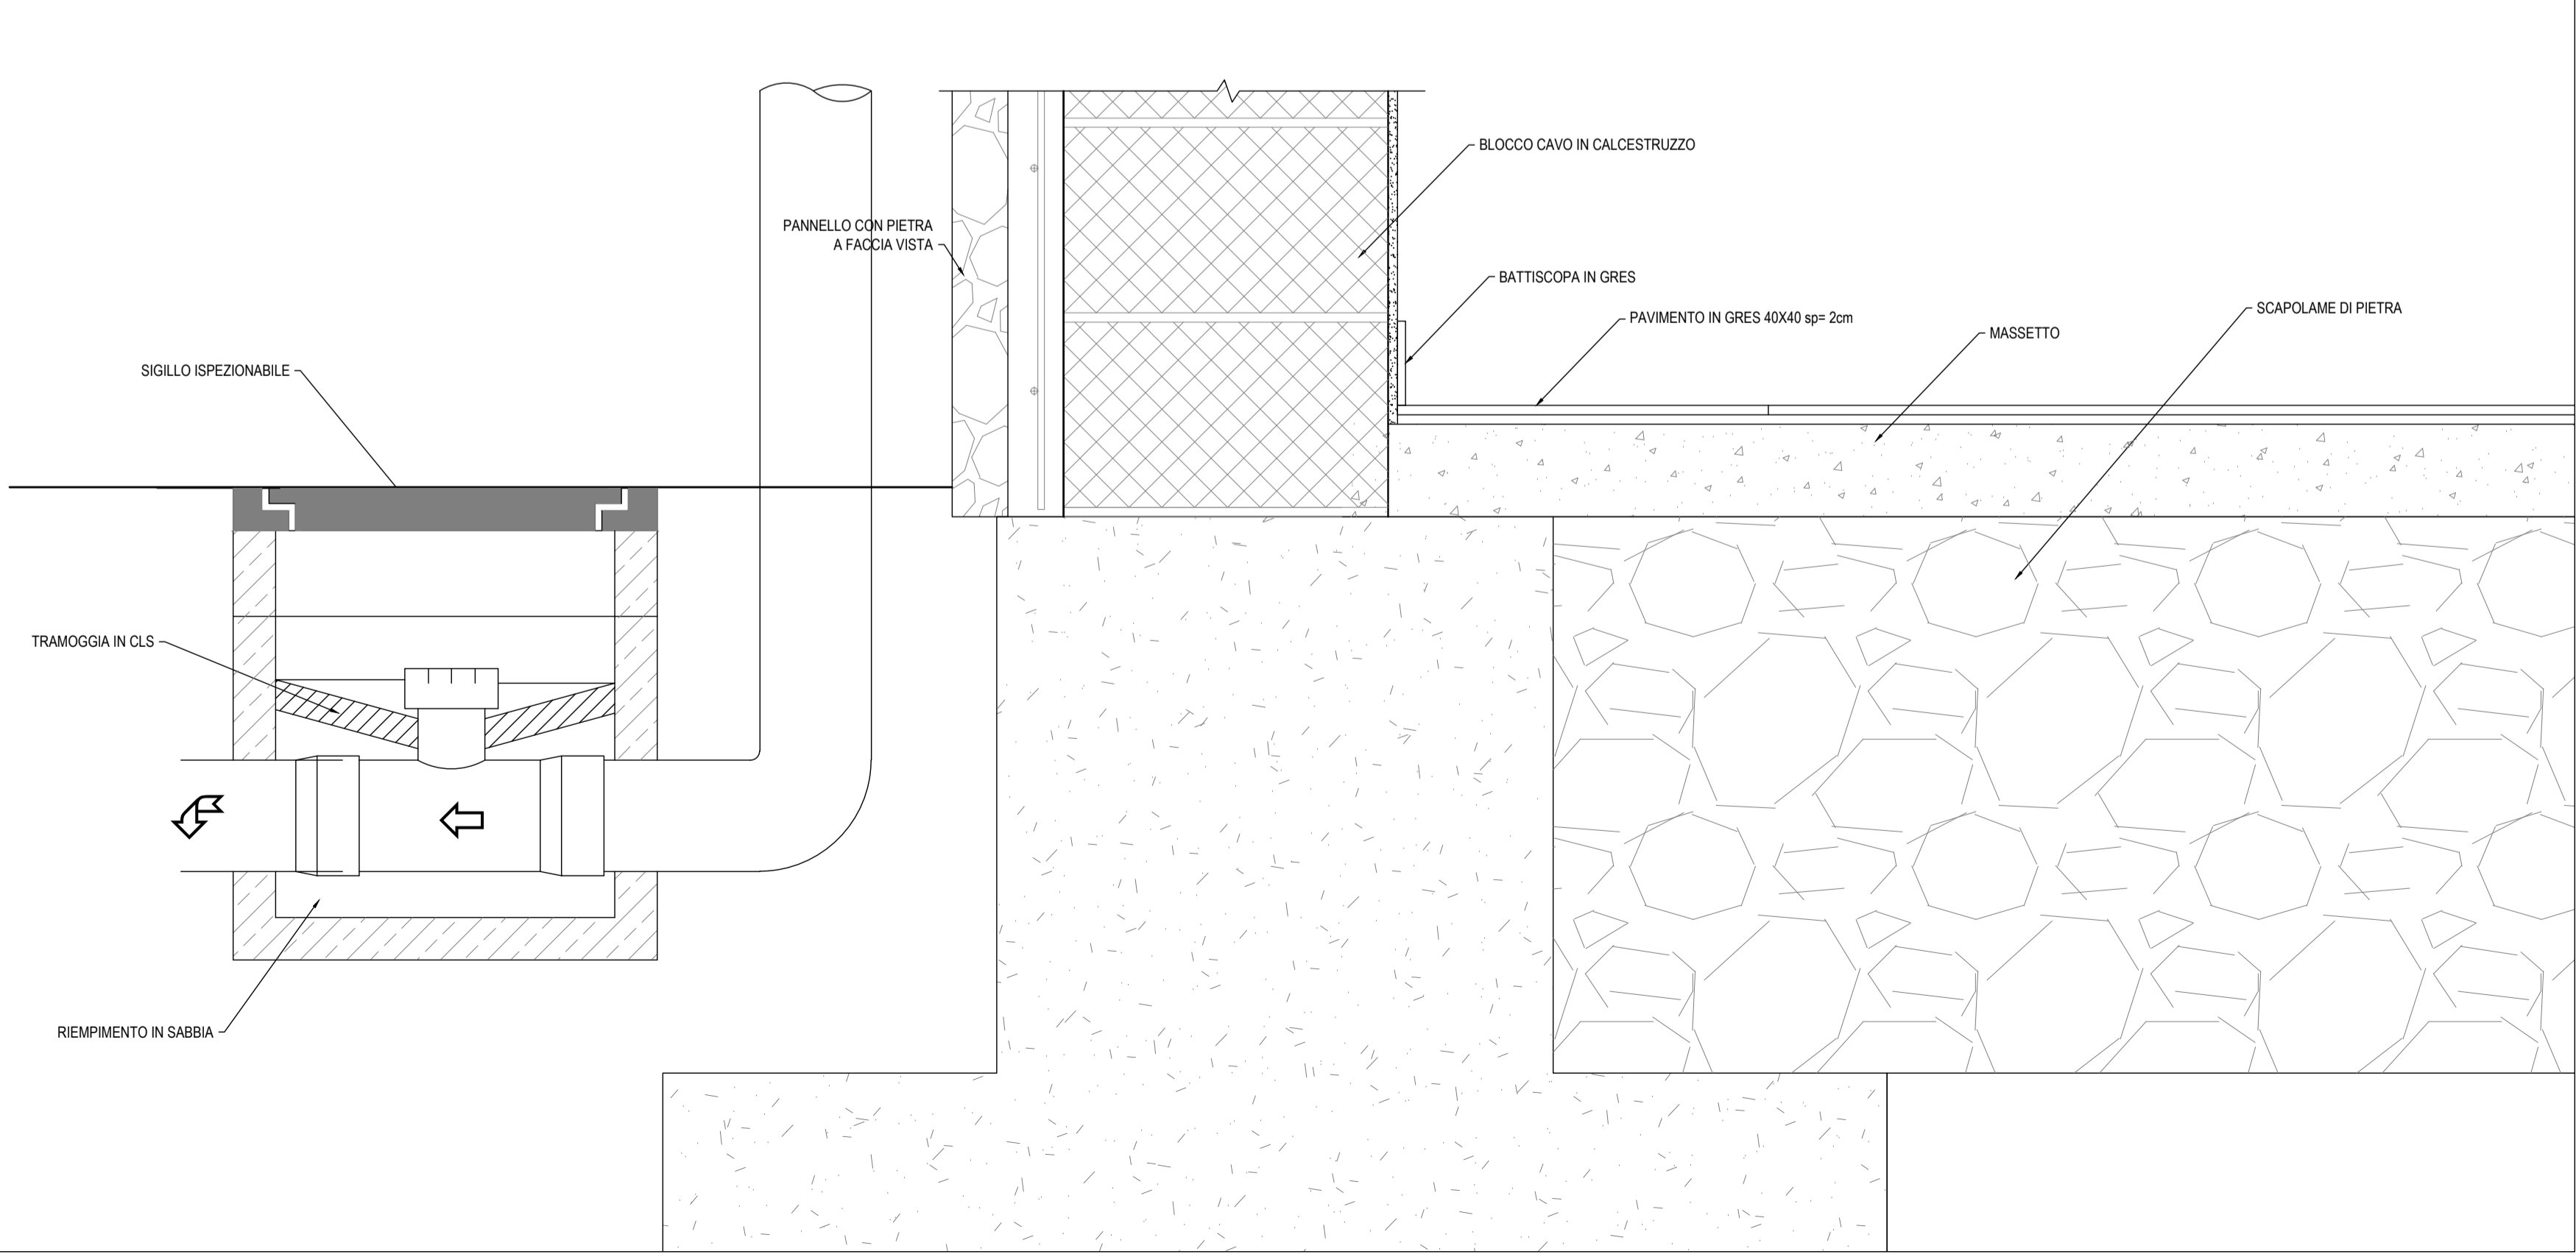 BLOCCO CAVO IN CALCESTRUZZO
PANNELLO CON PIETRA
A FACCIA VISTA
BATTISCOPA IN GRES
SCAPOLAME DI PIETRA
PAVIMENTO IN GRES 40X40 sp= 2cm
MASSETTO
SIGILLO ISPEZIONABILE
TRAMOGGIA IN CLS
RIEMPIMENTO IN SABBIA